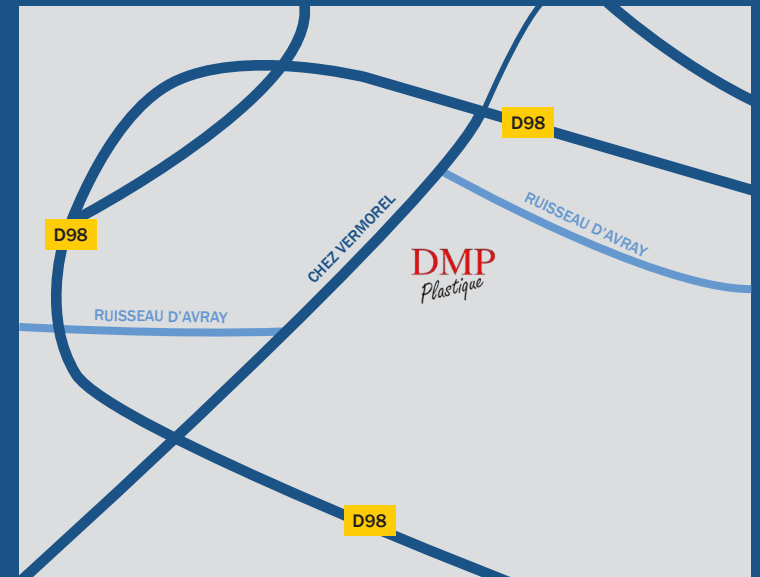 D98
RUISSEAU D'AVRAY
CHEZ VERMOREL
D98
DMP
Plastique
RUISSEAU D'AVRAY
D98